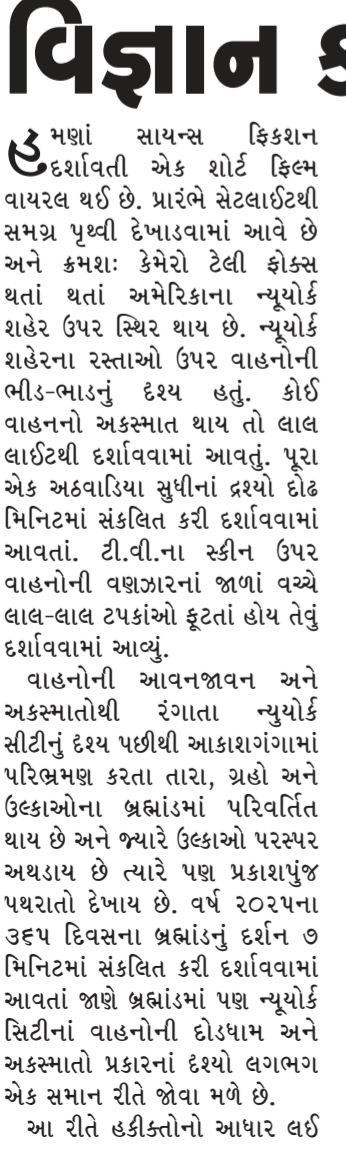 વિજ્ઞાન
હમણાં સાયન્સ ફિકશન
દર્શાવતી એક શોર્ટ ફિલ્મ
વાયરલ થઈ છે. પ્રારંભે સેટલાઈટથી
સમગ્ર પૃથ્વી દેખાડવામાં આવે છે
અને ક્રમશઃ કેમેરો ટેલી ફોક્સ
થતાં થતાં અમેરિકાના ન્યૂયોર્ક
શહેર ઉપર સ્થિર થાય છે. ન્યૂયોર્ક
શહેરના રસ્તાઓ ઉપર વાહનોની
ભીડ-ભાડનું દૃશ્ય હતું. કોઈ
વાહનનો અકસ્માત થાય તો લાલ
લાઈટથી દર્શાવવામાં આવતું. પૂરા
એક અઠવાડિયા સુધીનાં દ્રશ્યો દોઢ
મિનિટમાં સંકલિત કરી દર્શાવવામાં
આવતાં. ટી.વી.ના સ્કીન ઉપર
વાહનોની વણઝારનાં જાળાં વચ્ચે
લાલ-લાલ ટપકાંઓ ફૂટતાં હોય તેવું
દર્શાવવામાં આવ્યું.
વાહનોની આવનજાવન અને
અકસ્માતોથી રંગાતા ન્યુયોર્ક
સીટીનું દૃશ્ય પછીથી આકાશગંગામાં
પરિભ્રમણ કરતા તારા, ગ્રહો અને
ઉલ્કાઓના બ્રહ્માંડમાં પરિવર્તિત
થાય છે અને જ્યારે ઉલ્કાઓ પરસ્પર
અથડાય છે ત્યારે પણ પ્રકાશપુંજ
પથરાતો દેખાય છે. વર્ષ ૨૦૨૫ના
૩૬૫ દિવસના બ્રહ્માંડનું દર્શન ૭
મિનિટમાં સંકલિત કરી દર્શાવવામાં
આવતાં જાણે બ્રહ્માંડમાં પણ ન્યૂયોર્ક
સિટીનાં વાહનોની દોડધામ અને
અકસ્માતો પ્રકારનાં દૃશ્યો લગભગ
એક સમાન રીતે જોવા મળે છે.
આ રીતે હકીક્તોનો આધાર લઈ